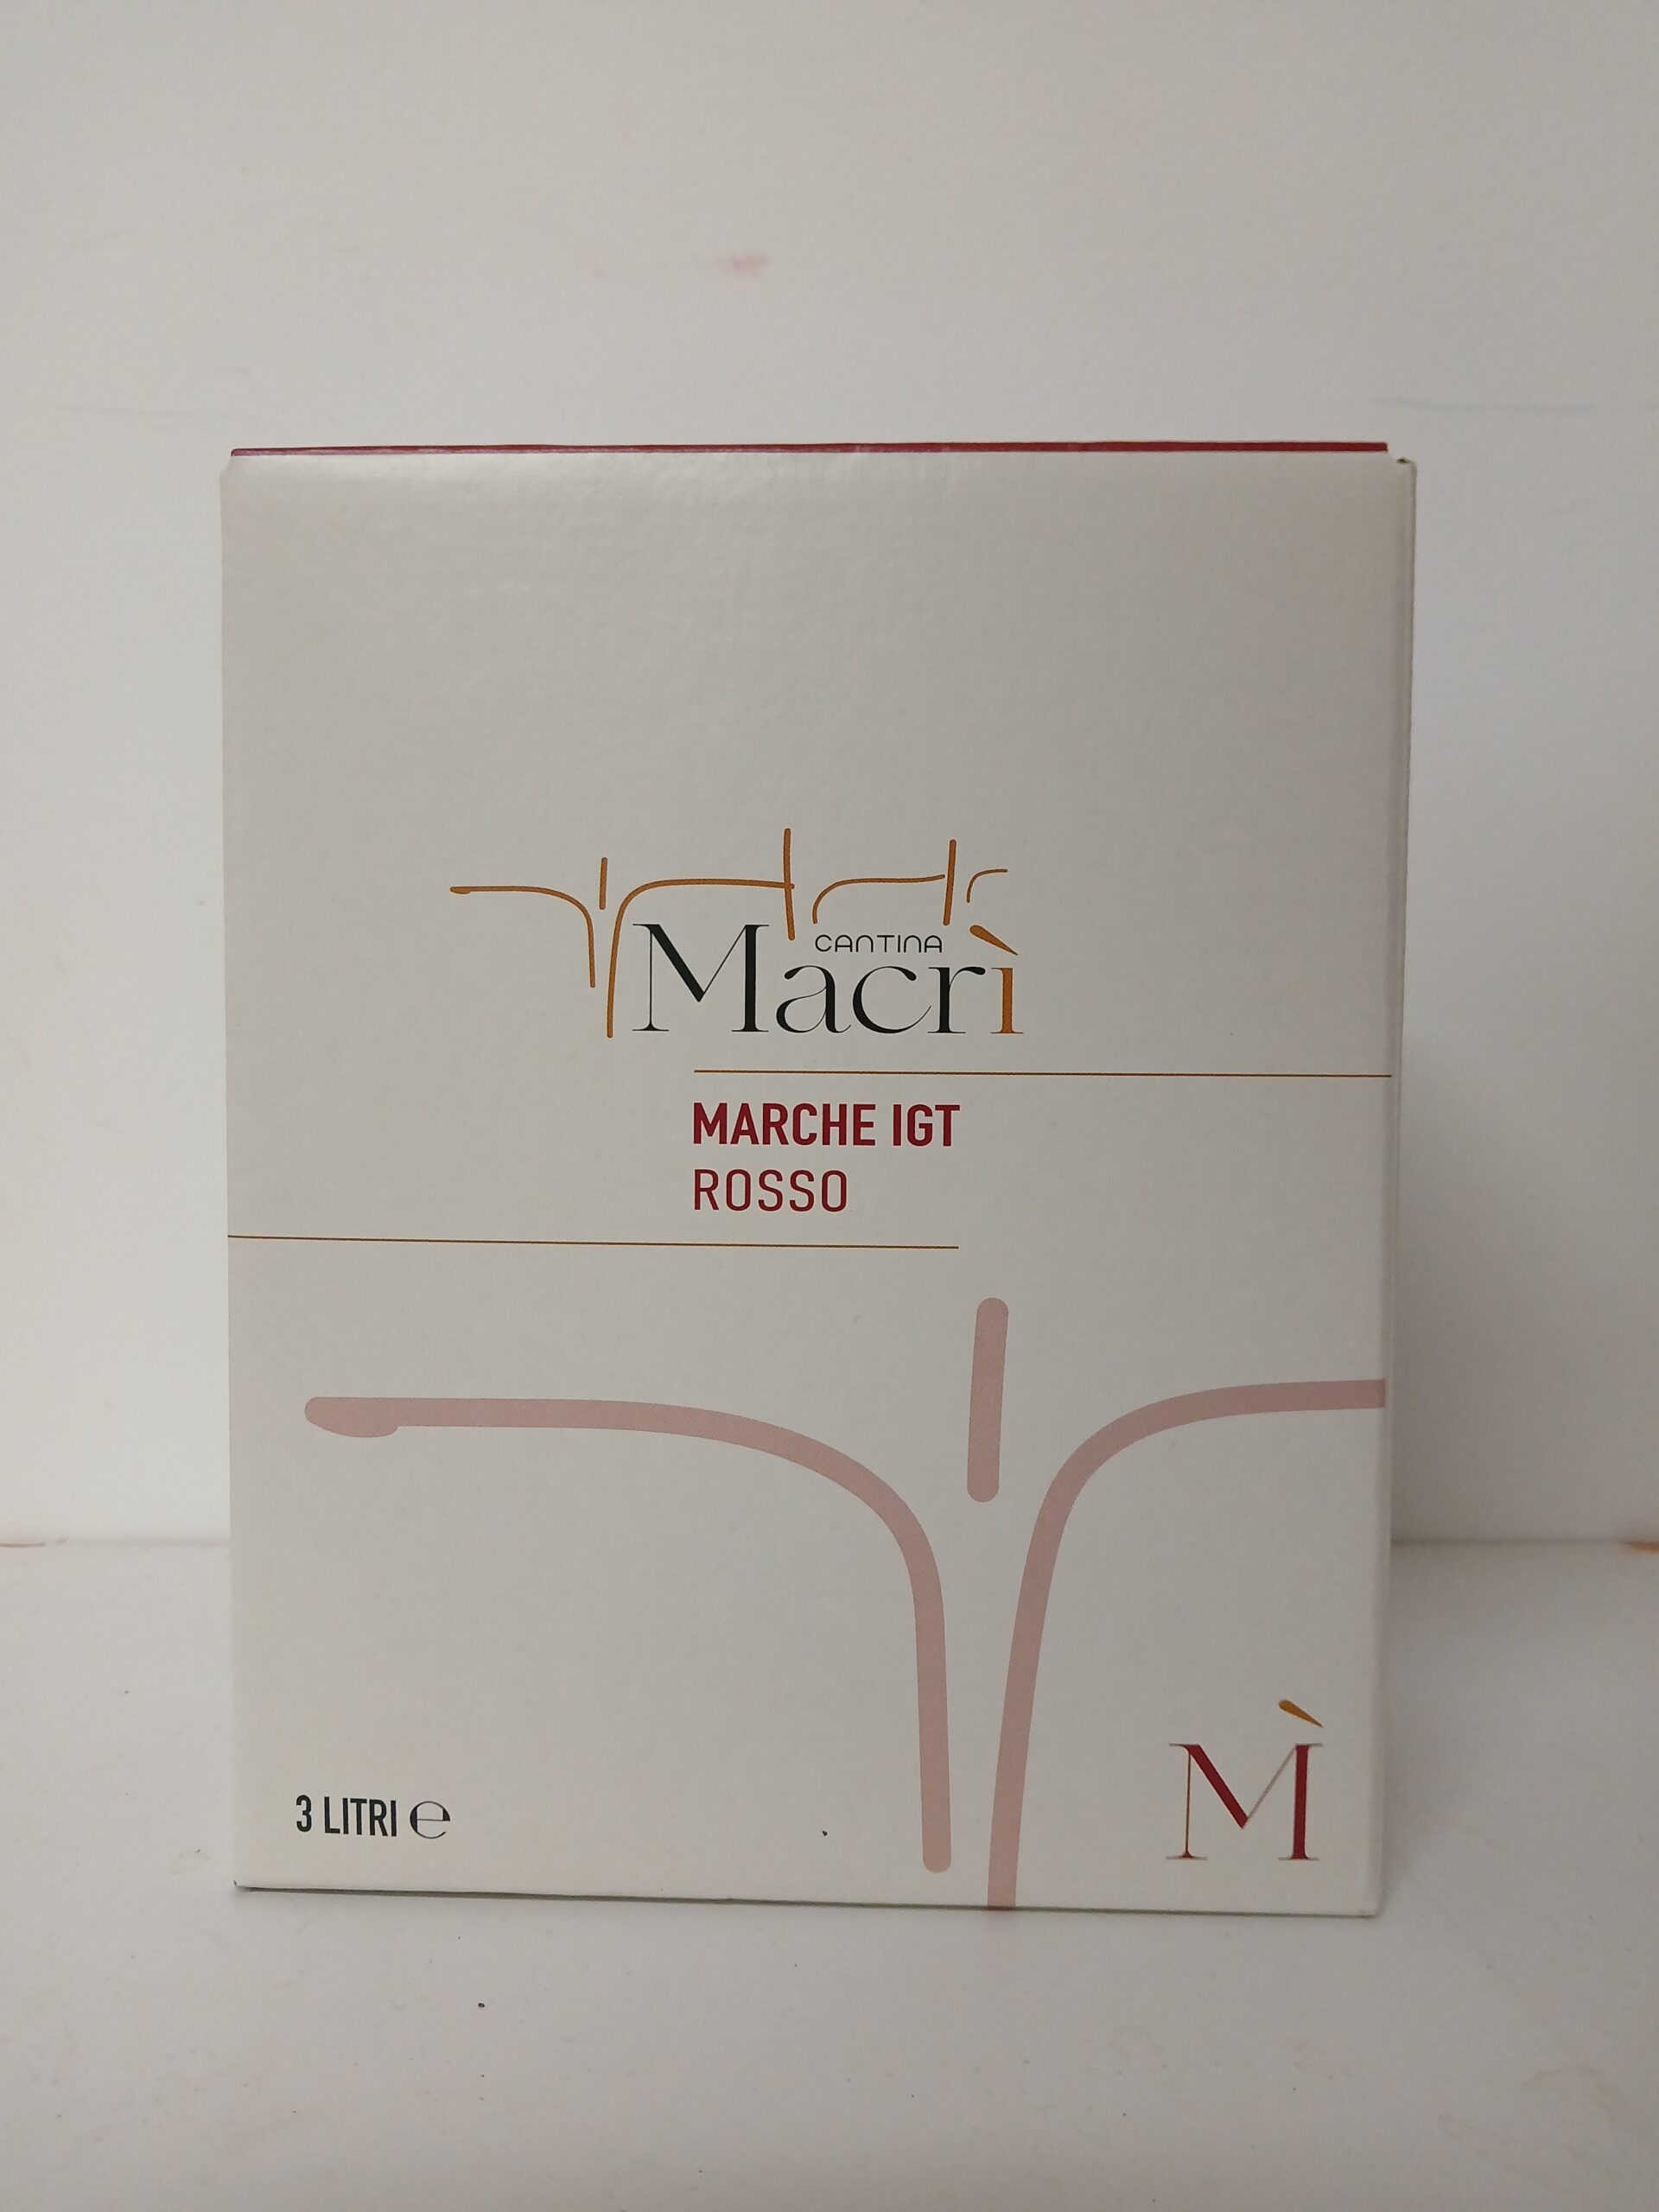 CANTINA
Macrì
MARCHE IGT
ROSSO
3 LITRI ℮
M̀